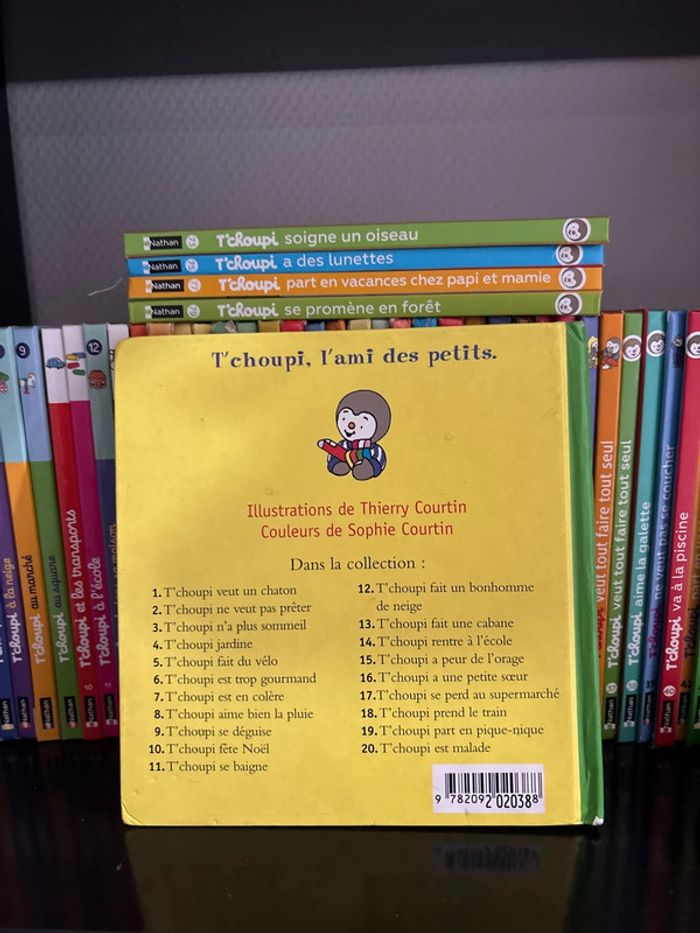 Nathan T'choupi soigne un oiseau
Nathan T'choupi a des lunettes
Nathan T'choupi part en vacances chez papi et mamie
Nathan T'choupi se promène en forêt
T'choupi, l'ami des petits.
Illustrations de Thierry Courtin
Couleurs de Sophie Courtin
Dans la collection :
1. T'choupi veut un chaton
2. T'choupi ne veut pas prêter
3. T'choupi n'a plus sommeil
4. T'choupi jardine
5. T'choupi fait du vélo
6. T'choupi est trop gourmand
7. T'choupi est en colère
8. T'choupi aime bien la pluie
9. T'choupi se déguise
10. T'choupi fête Noël
11. T'choupi se baigne
12. T'choupi fait un bonhomme
de neige
13. T'choupi fait une cabane
14. T'choupi rentre à l'école
15. T'choupi a peur de l'orage
16. T'choupi a une petite sœur
17. T'choupi se perd au supermarché
18. T'choupi prend le train
19. T'choupi part en pique-nique
20. T'choupi est malade
9 782092 020388
T'choupi à la neige Nathan
9 T'choupi au marché Nathan
T'choupi au square Nathan
T'choupi et les transports
12 T'choupi à l'école
veut tout faire tout seul
T'choupi veut tout faire tout seul
T'choupi aime la galette
ne veut pas se coucher
T'choupi va à la piscine 40 Nathan